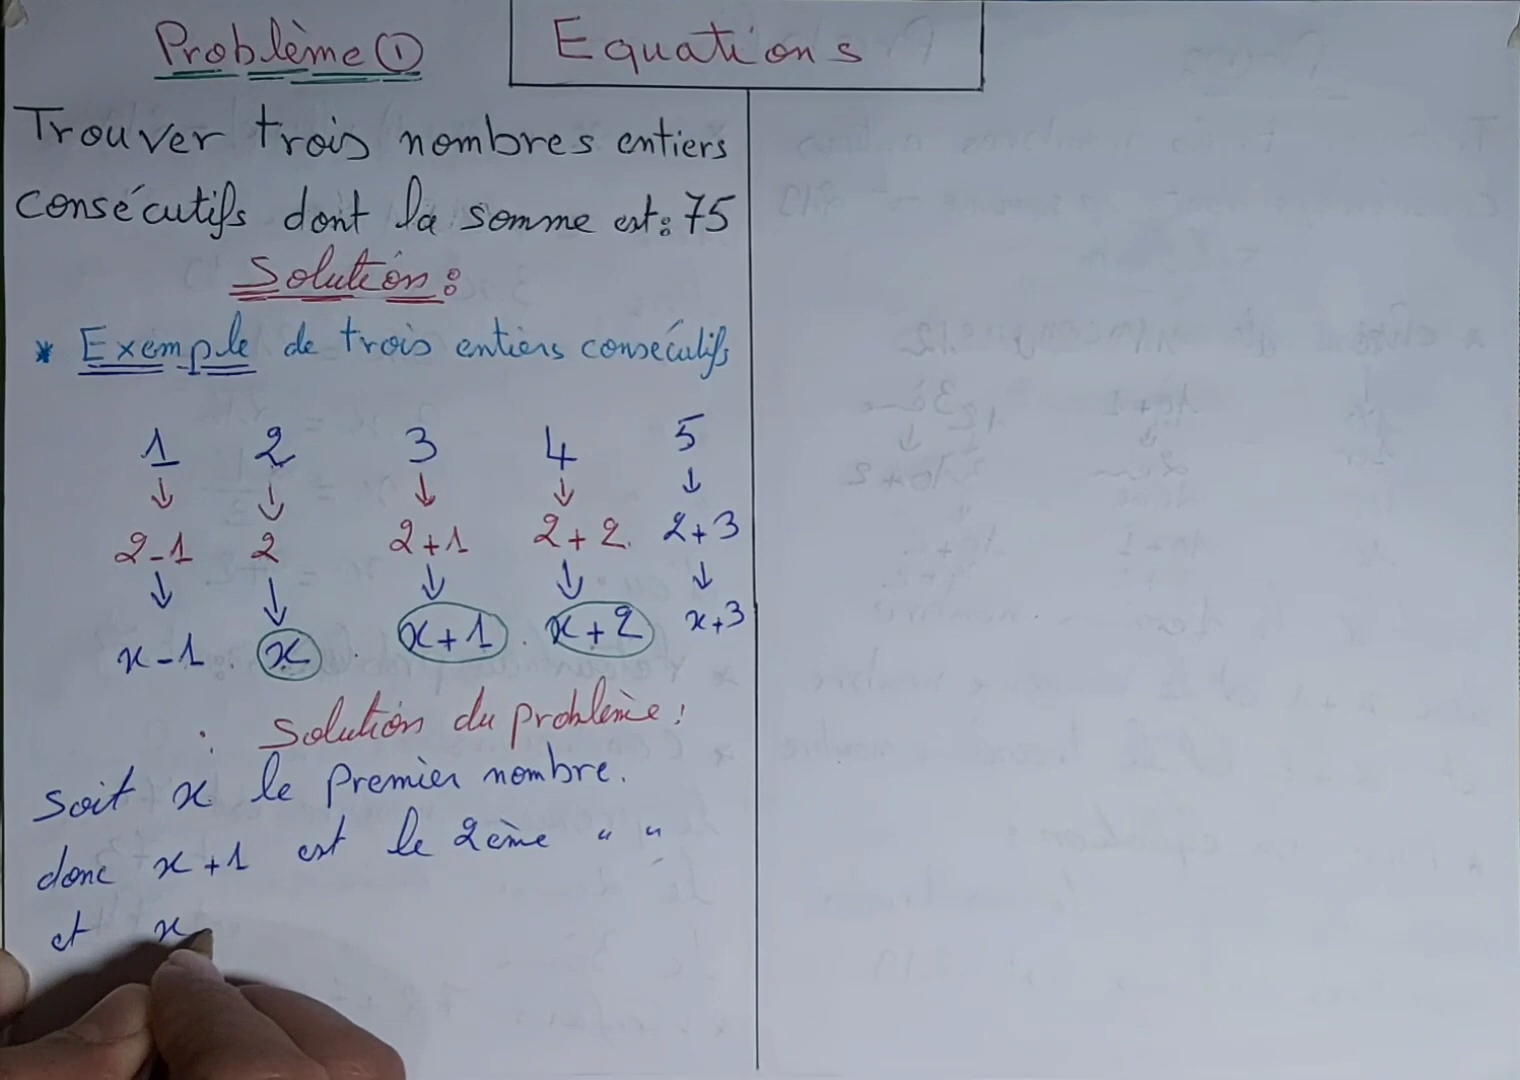 Problème ①
Equations
Trouver trois nombres entiers
consécutifs dont la somme est: 75
Solution:
* Exemple de trois entiers consécutifs
1 2 3 4 5
↓ ↓ ↓ ↓ ↓
2-1 2 2+1 2+2. 2+3
↓ ↓ ↓ ↓ ↓
x-1 . x . x+1 . x+2 x+3
: Solution du problème:
Soit x le premier nombre.
donc x+1 est le 2ème " "
et x